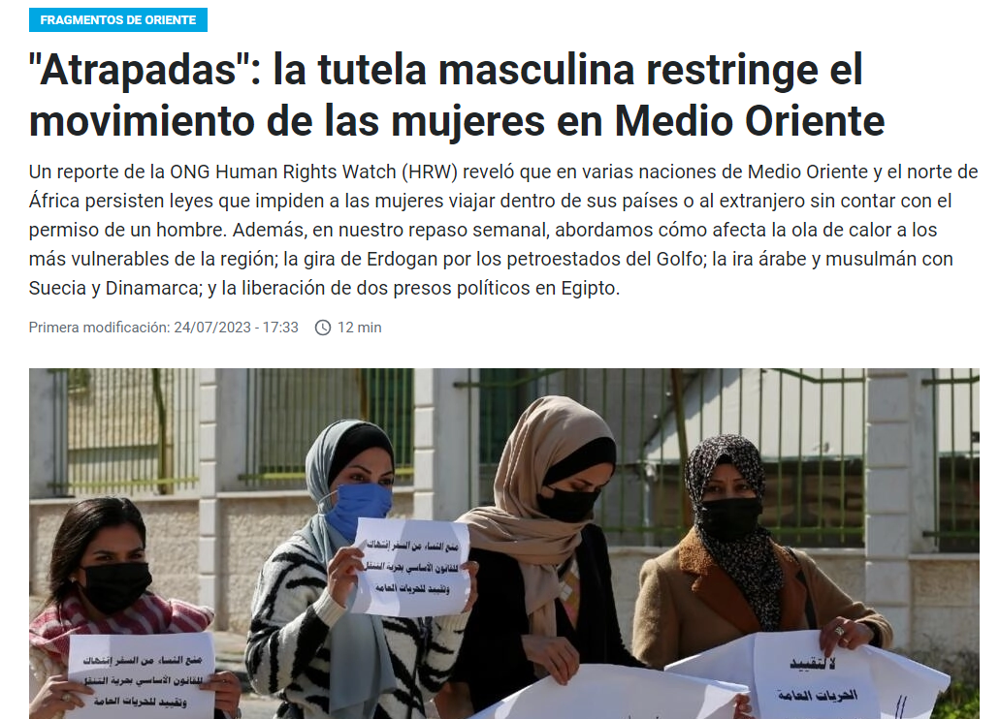 FRAGMENTOS DE ORIENTE
"Atrapadas": la tutela masculina restringe el
movimiento de las mujeres en Medio Oriente
Un reporte de la ONG Human Rights Watch (HRW) reveló que en varias naciones de Medio Oriente y el norte de
África persisten leyes que impiden a las mujeres viajar dentro de sus países o al extranjero sin contar con el
permiso de un hombre. Además, en nuestro repaso semanal, abordamos cómo afecta la ola de calor a los
más vulnerables de la región; la gira de Erdogan por los petroestados del Golfo; la ira árabe y musulmán con
Suecia y Dinamarca; y la liberación de dos presos políticos en Egipto.
Primera modificación: 24/07/2023 - 17:33 12 min
منع النساء من السفر إنتهاك
للقانون الأساسي بحرية التنقل
وتقييد للحريات العامة
منع النساء من السفر إنتهاك
للقانون الأساسي بحرية التنقل
وتقييد للحريات العامة
لا لتقييد
الحريات العامة